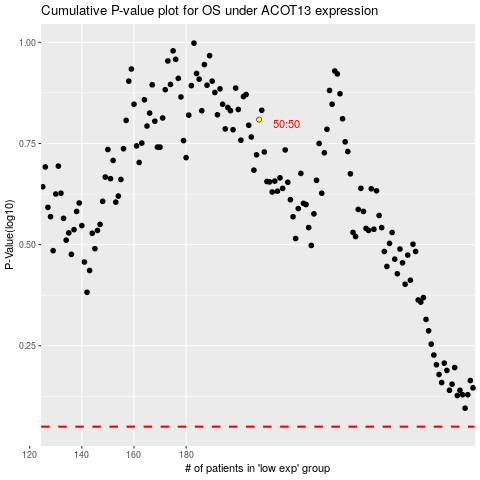 Cumulative P-value plot for OS under ACOT13 expression
1.00
50:50
0.75
P-Value(log10)
0.50
0.25
120 140 160 180
# of patients in 'low exp' group